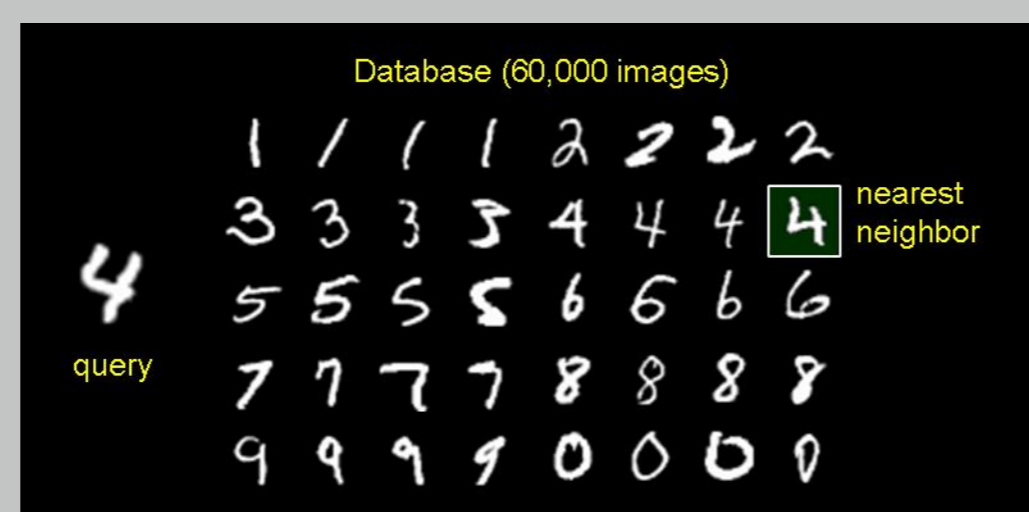 Database (60,000 images)
1 1 1 1 2 2 2 2
3 3 3 3 4 4 4 4
nearest
neighbor
4
5 5 5 5 6 6 6 6
query
7 7 7 7 8 8 8 8
9 9 9 9 0 0 0 0